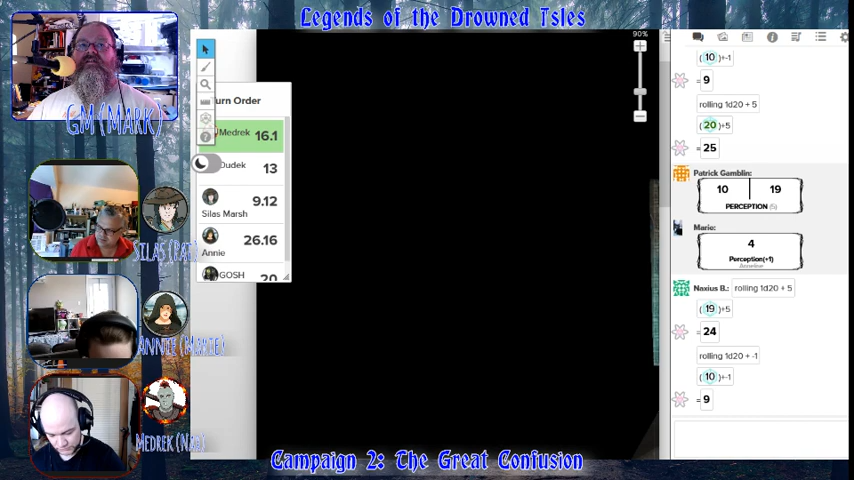 Legends of the Drowned Isles
GM (MARK)
SILAS (PAT)
ANNIE (MARIE)
MEDREK (NAX)
Turn Order
Medrek 16.1
Dudek 13
Silas Marsh 9.12
Annie 26.16
GOSH 20
90%
(10)+-1
= 9
rolling 1d20 + 5
(20)+5
= 25
Patrick Gamblin:
10 19
PERCEPTION (5)
Marie:
4
Perception(+1)
Naxius B.: rolling 1d20 + 5
(19)+5
= 24
rolling 1d20 + -1
(10)+-1
= 9
Campaign 2: The Great Confusion